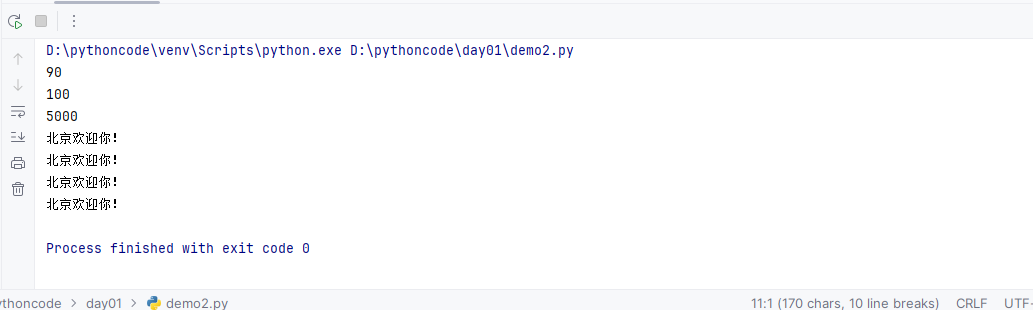 D:\pythoncode\venv\Scripts\python.exe D:\pythoncode\day01\demo2.py
90
100
5000
北京欢迎你!
北京欢迎你!
北京欢迎你!
北京欢迎你!
Process finished with exit code 0
ythoncode > day01 > demo2.py 11:1 (170 chars, 10 line breaks) CRLF UTF-